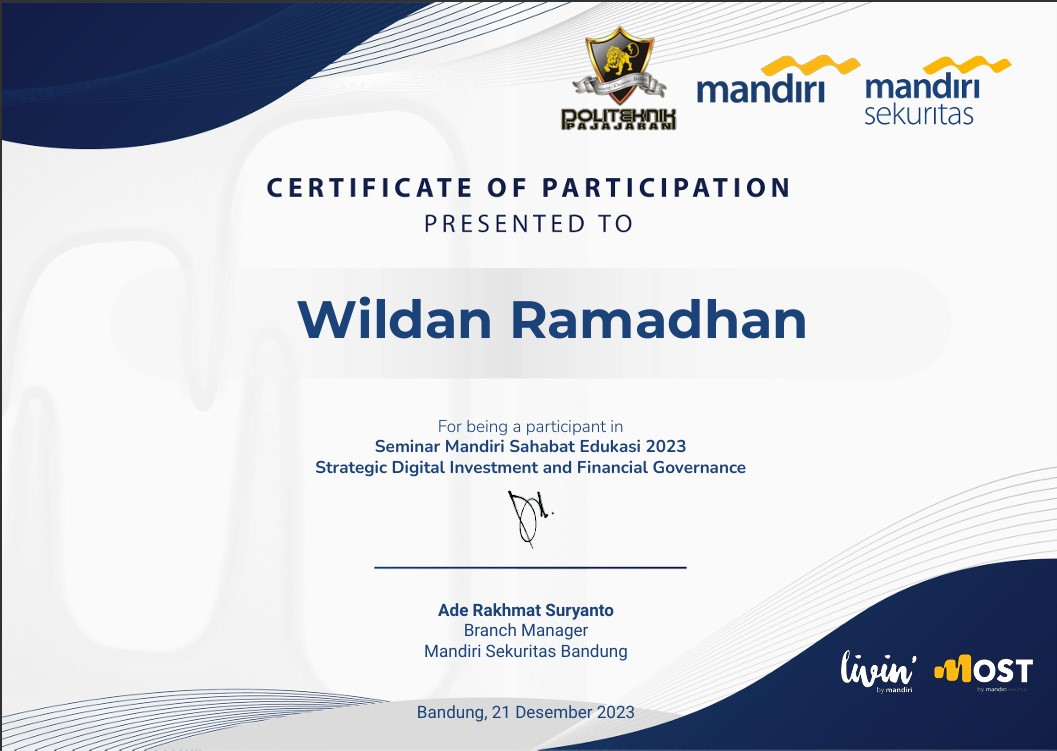 POLITEKNIK
PAJAJARAN
mandiri
mandiri
sekuritas
CERTIFICATE OF PARTICIPATION
PRESENTED TO
Wildan Ramadhan
For being a participant in
Seminar Mandiri Sahabat Edukasi 2023
Strategic Digital Investment and Financial Governance
Ade Rakhmat Suryanto
Branch Manager
Mandiri Sekuritas Bandung
livin'
by mandiri
MOST
by mandiri
Bandung, 21 Desember 2023